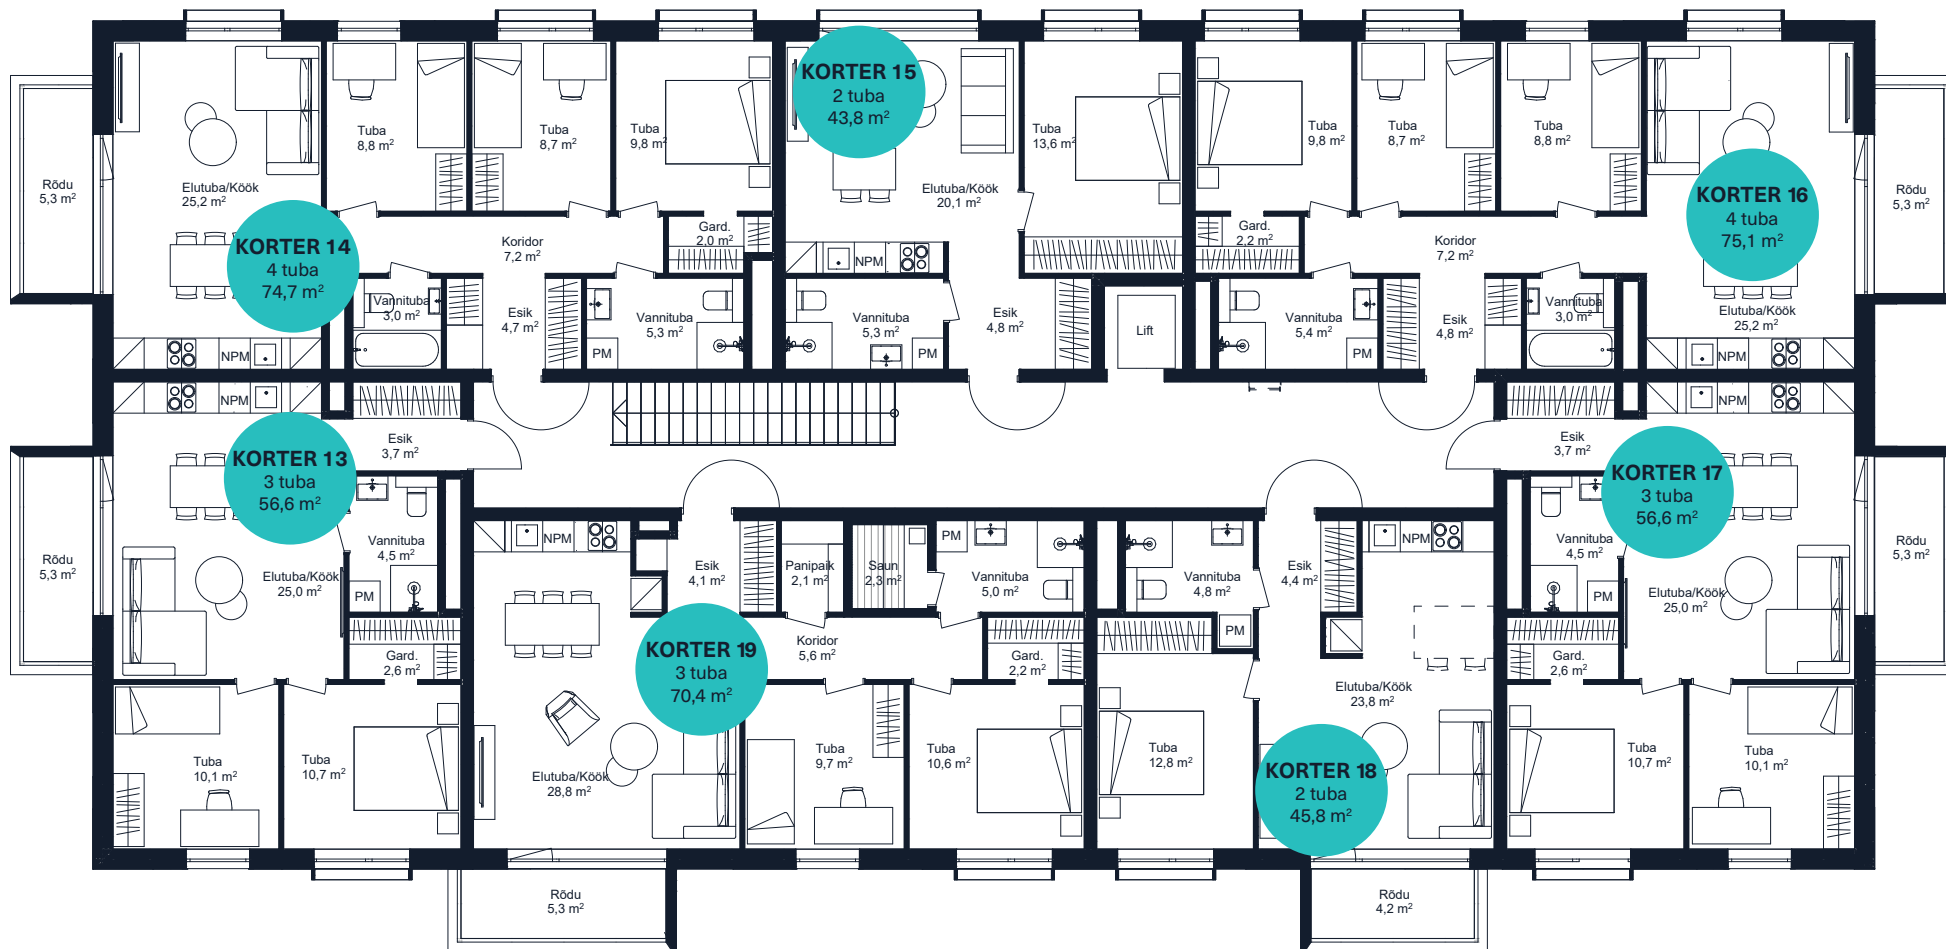 KORTER 14
4 tuba
74,7 m²
Rõdu
5,3 m²
Elutuba/Köök
25,2 m²
Tuba
8,8 m²
Tuba
8,7 m²
Tuba
9,8 m²
Gard.
2,0 m²
Koridor
7,2 m²
Vannituba
3,0 m²
Esik
4,7 m²
Vannituba
5,3 m²
PM
NPM
KORTER 15
2 tuba
43,8 m²
Tuba
13,6 m²
Elutuba/Köök
20,1 m²
NPM
Vannituba
5,3 m²
PM
Esik
4,8 m²
Lift
KORTER 16
4 tuba
75,1 m²
Tuba
9,8 m²
Tuba
8,7 m²
Tuba
8,8 m²
Gard.
2,2 m²
Koridor
7,2 m²
Vannituba
5,4 m²
PM
Esik
4,8 m²
Vannituba
3,0 m²
Elutuba/Köök
25,2 m²
NPM
Rõdu
5,3 m²
KORTER 13
3 tuba
56,6 m²
NPM
Esik
3,7 m²
Vannituba
4,5 m²
PM
Rõdu
5,3 m²
Elutuba/Köök
25,0 m²
Gard.
2,6 m²
Tuba
10,1 m²
Tuba
10,7 m²
KORTER 19
3 tuba
70,4 m²
NPM
Esik
4,1 m²
Panipaik
2,1 m²
Saun
2,3 m²
PM
Vannituba
5,0 m²
Koridor
5,6 m²
Gard.
2,2 m²
Elutuba/Köök
28,8 m²
Tuba
9,7 m²
Tuba
10,6 m²
Rõdu
5,3 m²
KORTER 18
2 tuba
45,8 m²
Vannituba
4,8 m²
PM
Esik
4,4 m²
NPM
Elutuba/Köök
23,8 m²
Tuba
12,8 m²
Rõdu
4,2 m²
KORTER 17
3 tuba
56,6 m²
NPM
Esik
3,7 m²
Vannituba
4,5 m²
PM
Elutuba/Köök
25,0 m²
Gard.
2,6 m²
Tuba
10,7 m²
Tuba
10,1 m²
Rõdu
5,3 m²